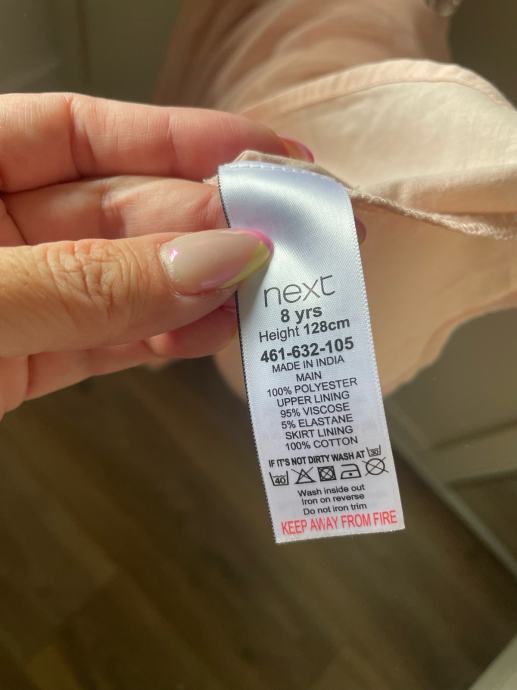 next
8 yrs
Height 128cm
461-632-105
MADE IN INDIA
MAIN
100% POLYESTER
UPPER LINING
95% VISCOSE
5% ELASTANE
SKIRT LINING
100% COTTON
IF IT'S NOT DIRTY WASH AT 30
40
Wash inside out
Iron on reverse
Do not iron trim
KEEP AWAY FROM FIRE